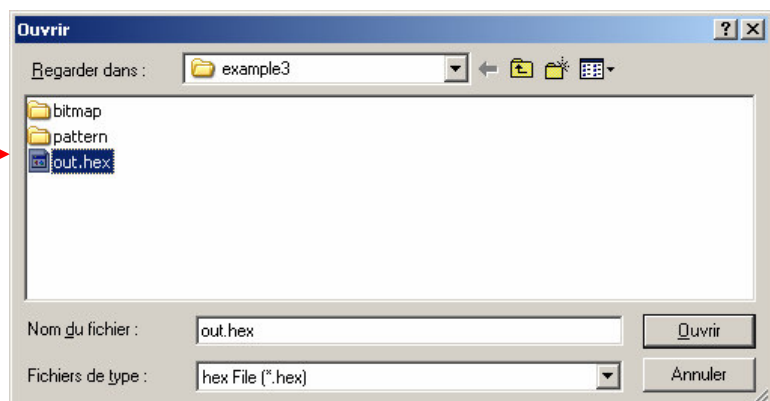 Ouvrir
Regarder dans : example3
bitmap
pattern
out.hex
Nom du fichier : out.hex Ouvrir
Fichiers de type : hex File (*.hex) Annuler